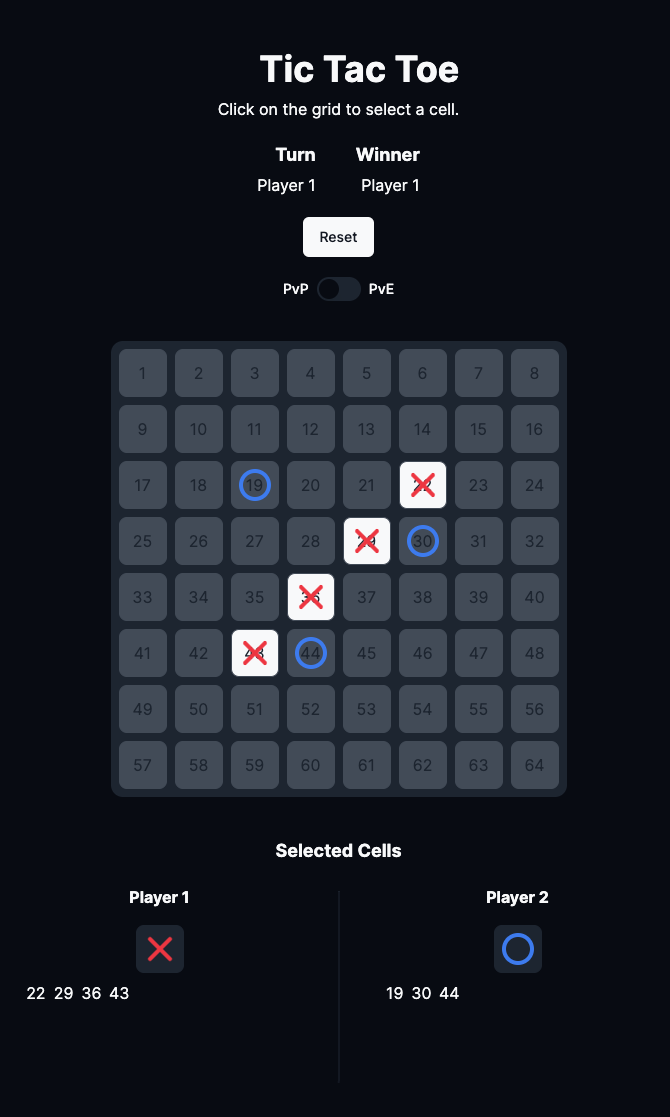 Tic Tac Toe
Click on the grid to select a cell.
Turn Winner
Player 1 Player 1
Reset
PvP PvE
1 2 3 4 5 6 7 8
9 10 11 12 13 14 15 16
17 18 19 20 21 22 23 24
25 26 27 28 29 30 31 32
33 34 35 36 37 38 39 40
41 42 43 44 45 46 47 48
49 50 51 52 53 54 55 56
57 58 59 60 61 62 63 64
Selected Cells
Player 1 Player 2
22 29 36 43 19 30 44